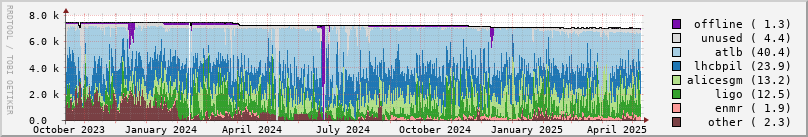 RRDTOOL / TOBI OETIKER
8.0 k
6.0 k
4.0 k
2.0 k
0.0
October 2023 January 2024 April 2024 July 2024 October 2024 January 2025 April 2025
offline ( 1.3)
unused ( 4.4)
atlb (40.4)
lhcbpil (23.9)
alicesgm (13.2)
ligo (12.5)
enmr ( 1.9)
other ( 2.3)